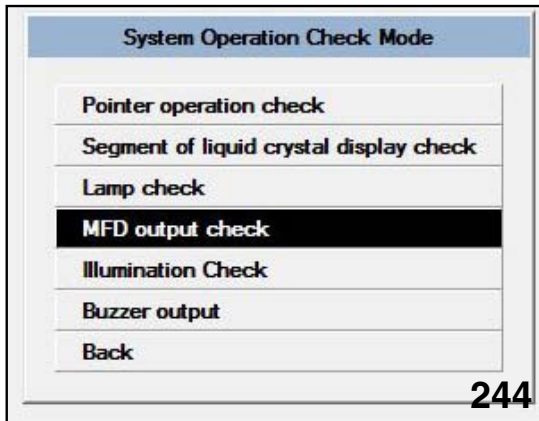 System Operation Check Mode
Pointer operation check
Segment of liquid crystal display check
Lamp check
MFD output check
Illumination Check
Buzzer output
Back
244